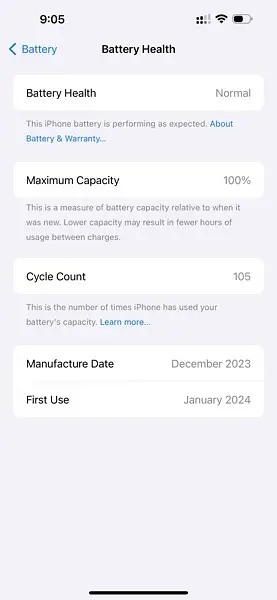 9:05
Battery
Battery Health
Battery Health Normal
This iPhone battery is performing as expected. About
Battery & Warranty...
Maximum Capacity 100%
This is a measure of battery capacity relative to when it
was new. Lower capacity may result in fewer hours of
usage between charges.
Cycle Count 105
This is the number of times iPhone has used your
battery's capacity. Learn more...
Manufacture Date December 2023
First Use January 2024